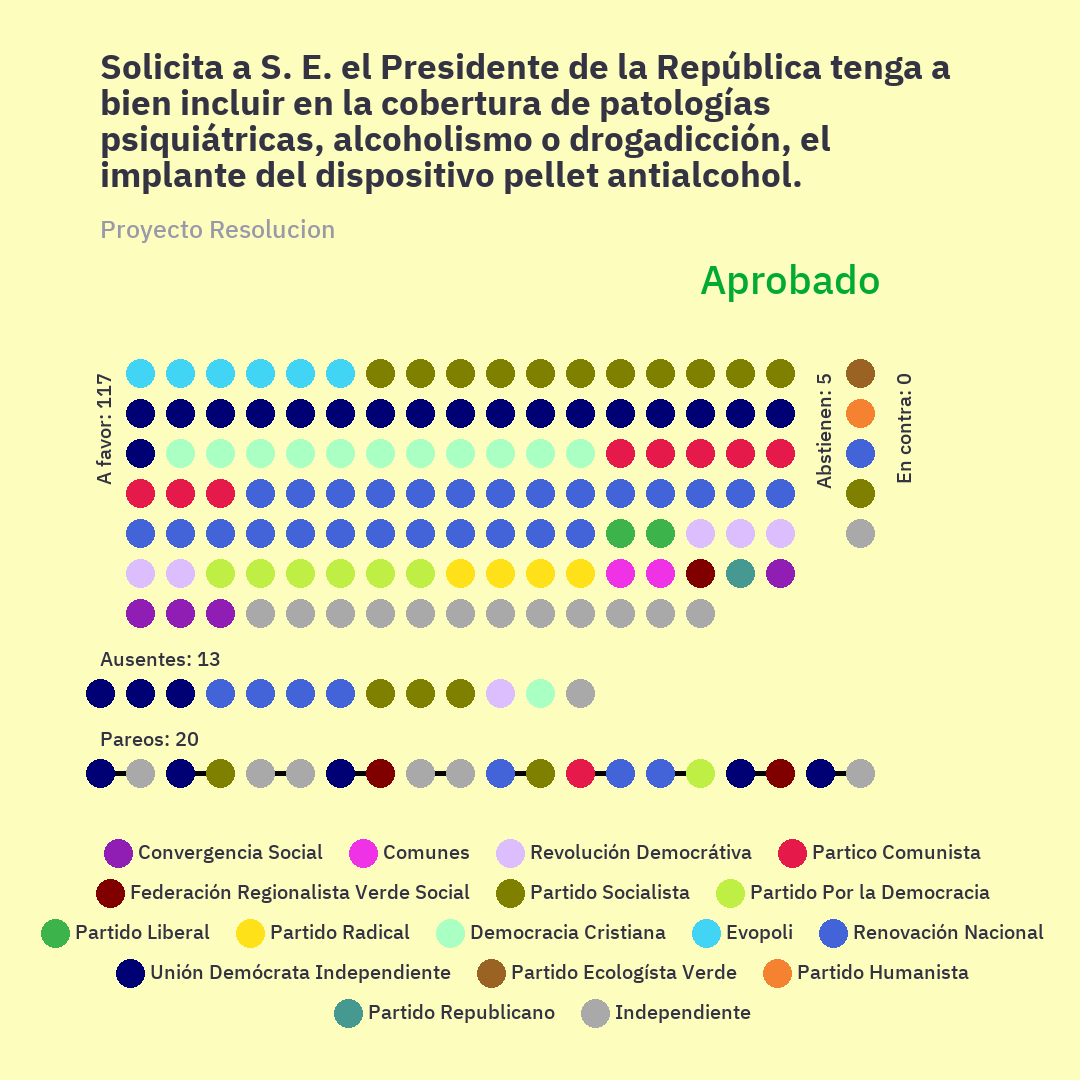 Solicita a S. E. el Presidente de la República tenga a
bien incluir en la cobertura de patologías
psiquiátricas, alcoholismo o drogadicción, el
implante del dispositivo pellet antialcohol.
Proyecto Resolucion
Aprobado
A favor: 117
Abstienen: 5
En contra: 0
Ausentes: 13
Pareos: 20
Convergencia Social
Comunes
Revolución Democrátiva
Partico Comunista
Federación Regionalista Verde Social
Partido Socialista
Partido Por la Democracia
Partido Liberal
Partido Radical
Democracia Cristiana
Evopoli
Renovación Nacional
Unión Demócrata Independiente
Partido Ecologísta Verde
Partido Humanista
Partido Republicano
Independiente